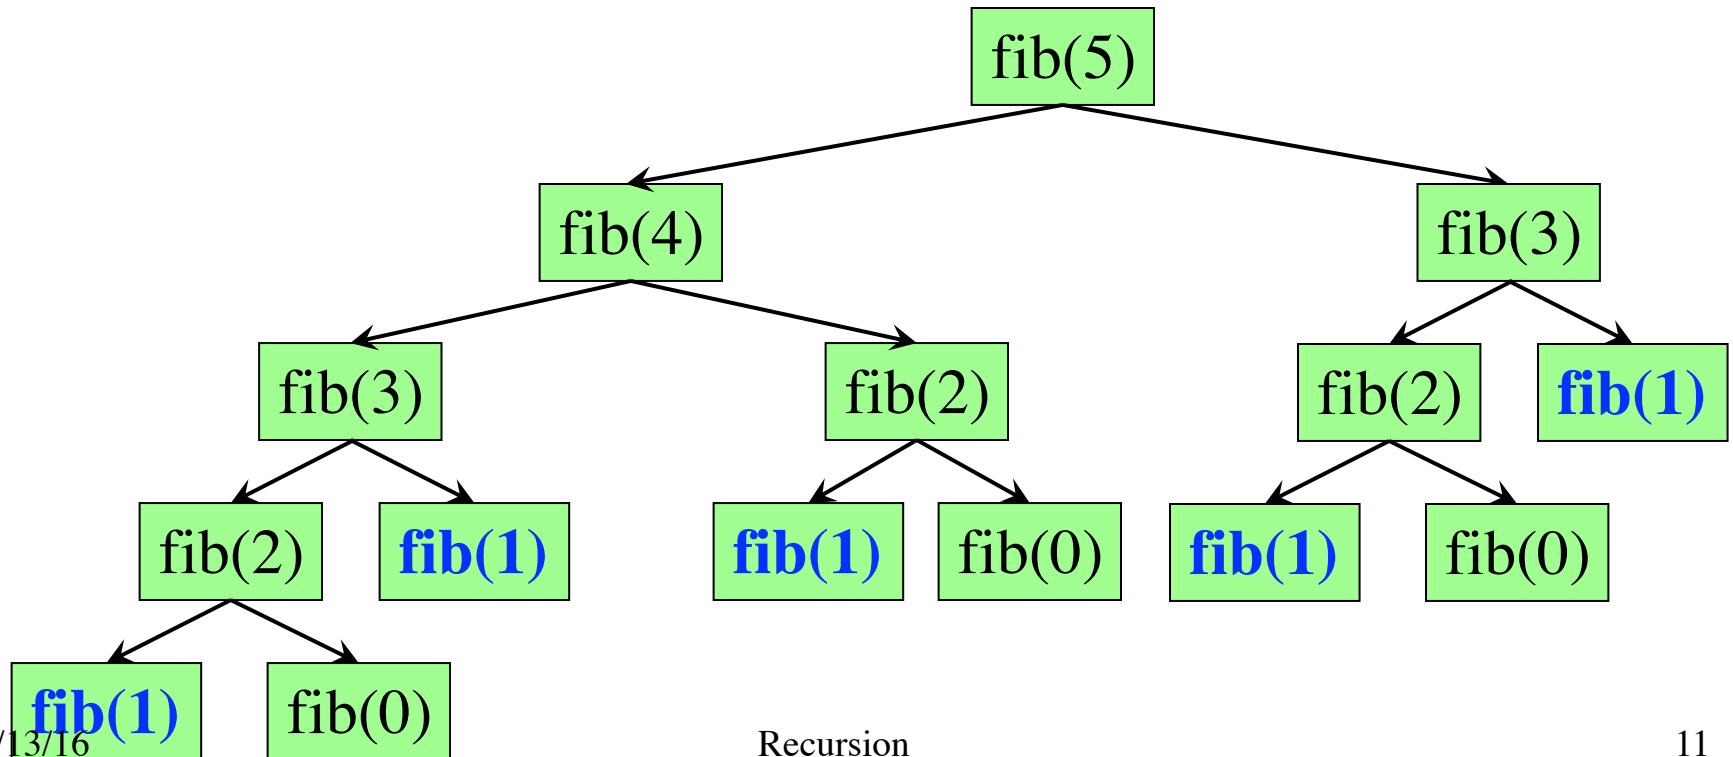 fib(5)
fib(4) fib(3)
fib(3) fib(2) fib(2) fib(1)
fib(2) fib(1) fib(1) fib(0) fib(1) fib(0)
fib(1) fib(0)
/13/16 Recursion 11